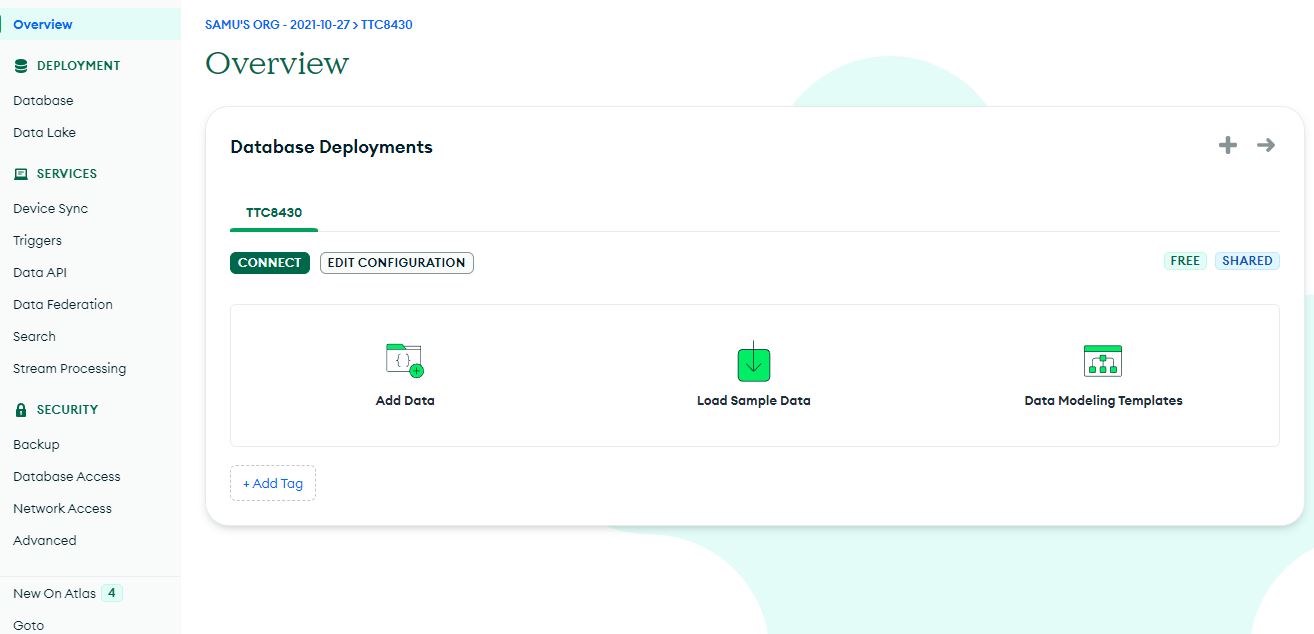 Overview
DEPLOYMENT
Database
Data Lake
SERVICES
Device Sync
Triggers
Data API
Data Federation
Search
Stream Processing
SECURITY
Backup
Database Access
Network Access
Advanced
New On Atlas 4
Goto
SAMU'S ORG - 2021-10-27 > TTC8430
Overview
Database Deployments
TTC8430
CONNECT EDIT CONFIGURATION FREE SHARED
{ }
Add Data Load Sample Data Data Modeling Templates
+ Add Tag